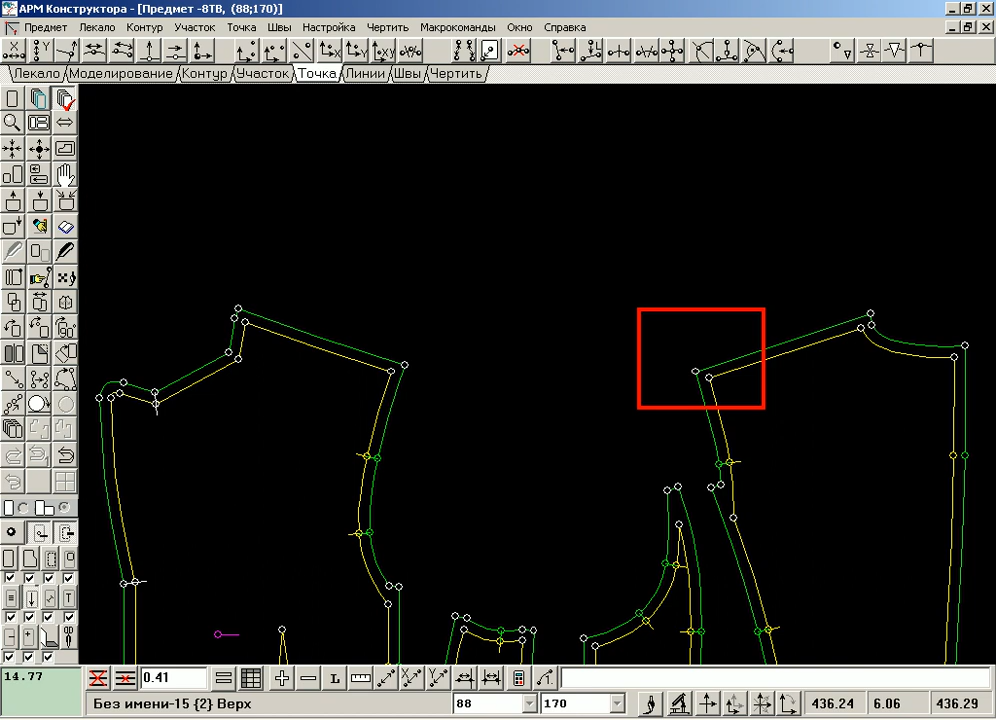 АРМ Конструктора - [Предмет -8ТВ, (88;170)]
Предмет Лекало Контур Участок Точка Швы Настройка Чертить Макрокоманды Окно Справка
Лекало Моделирование Контур Участок Точка Линии Швы Чертить
14.77
0.41
L
Без имени-15 {2} Верх
88
170
436.24
6.06
436.29